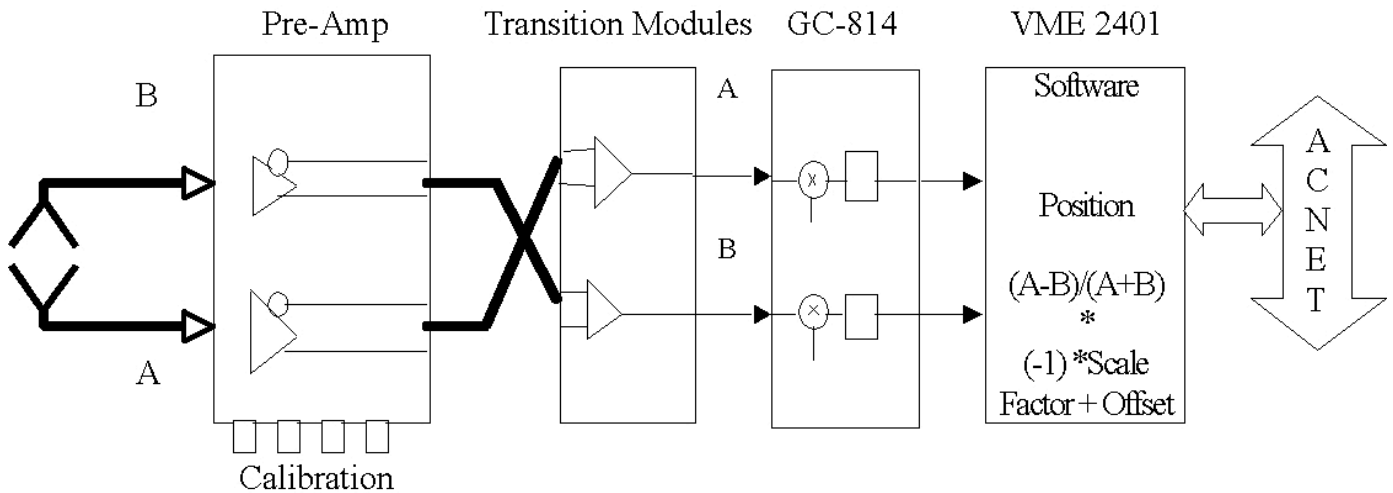 Pre-Amp
Transition Modules
GC-814
VME 2401
B
A
Calibration
A
B
x
x
Software
Position
(A-B)/(A+B)
*
(-1) *Scale
Factor + Offset
A
C
N
E
T